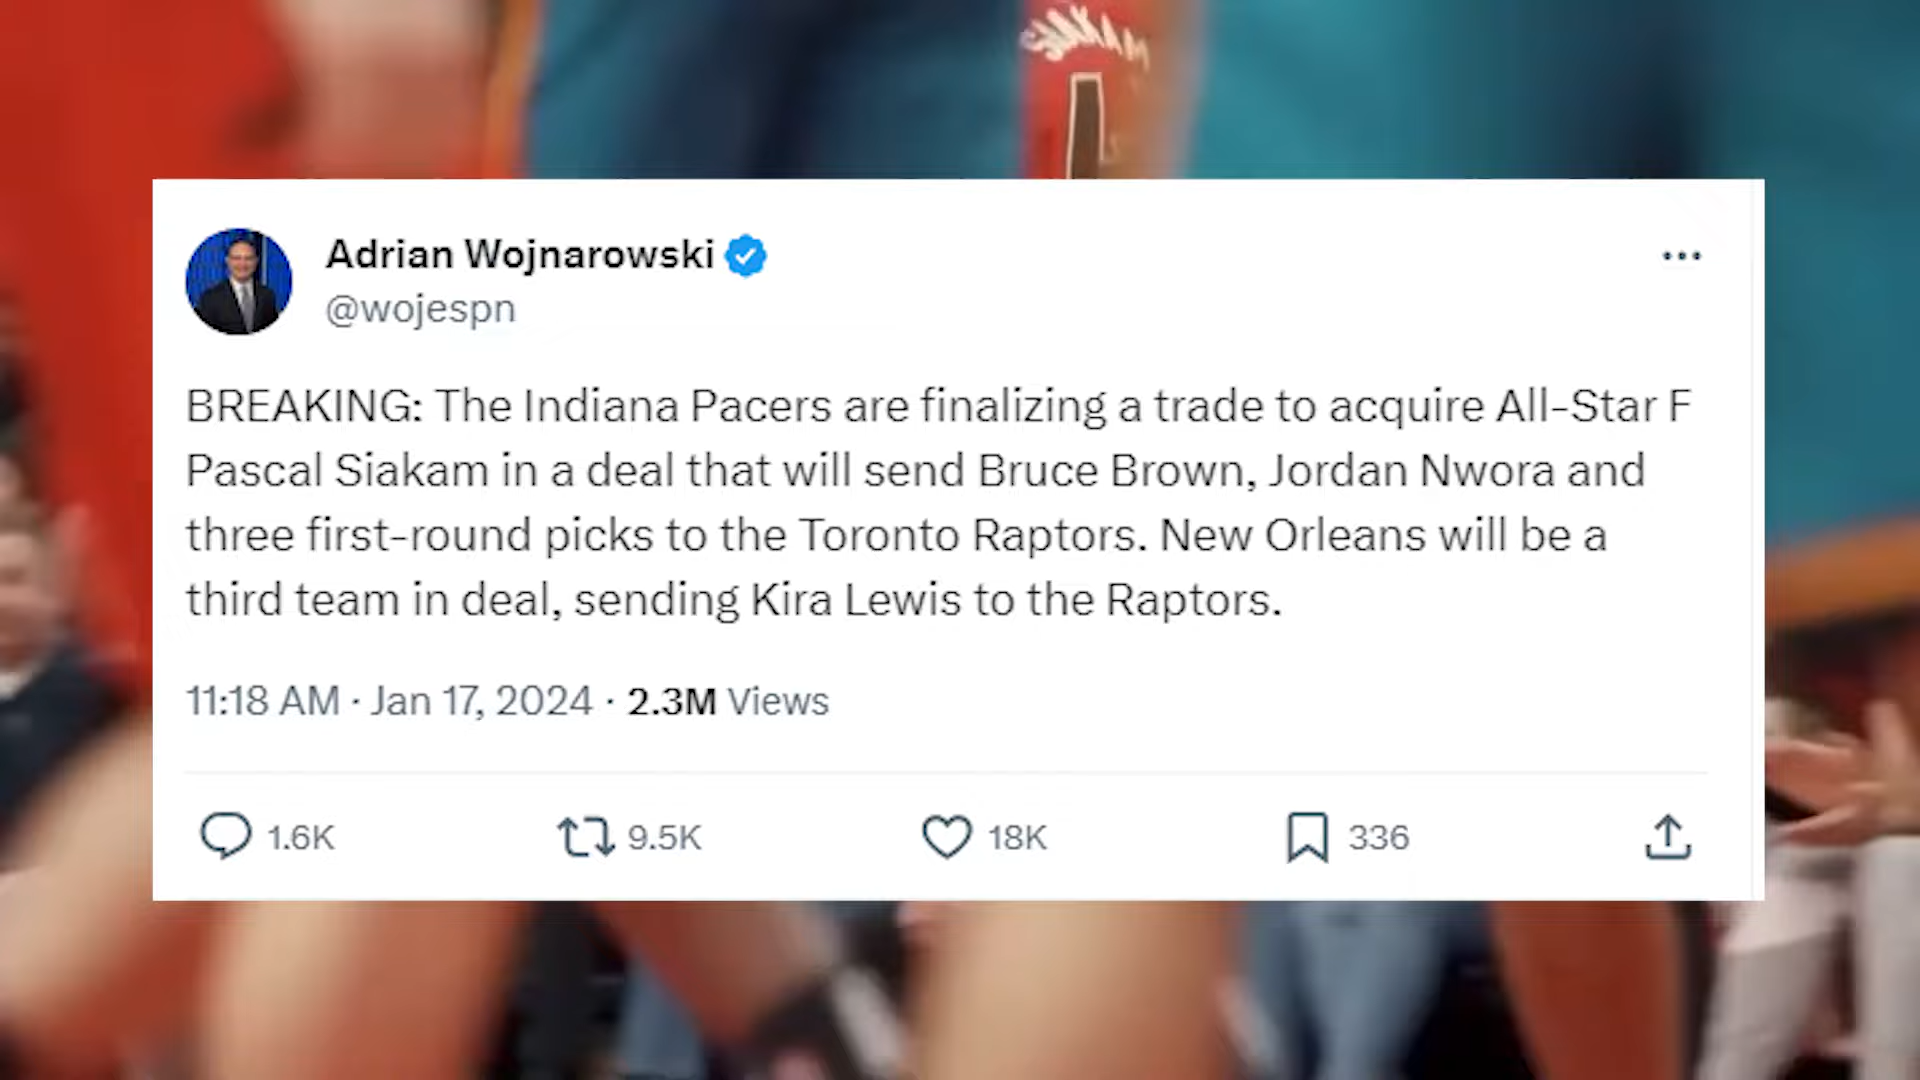 Adrian Wojnarowski
@wojespn
BREAKING: The Indiana Pacers are finalizing a trade to acquire All-Star F
Pascal Siakam in a deal that will send Bruce Brown, Jordan Nwora and
three first-round picks to the Toronto Raptors. New Orleans will be a
third team in deal, sending Kira Lewis to the Raptors.
11:18 AM · Jan 17, 2024 · 2.3M Views
1.6K 9.5K 18K 336